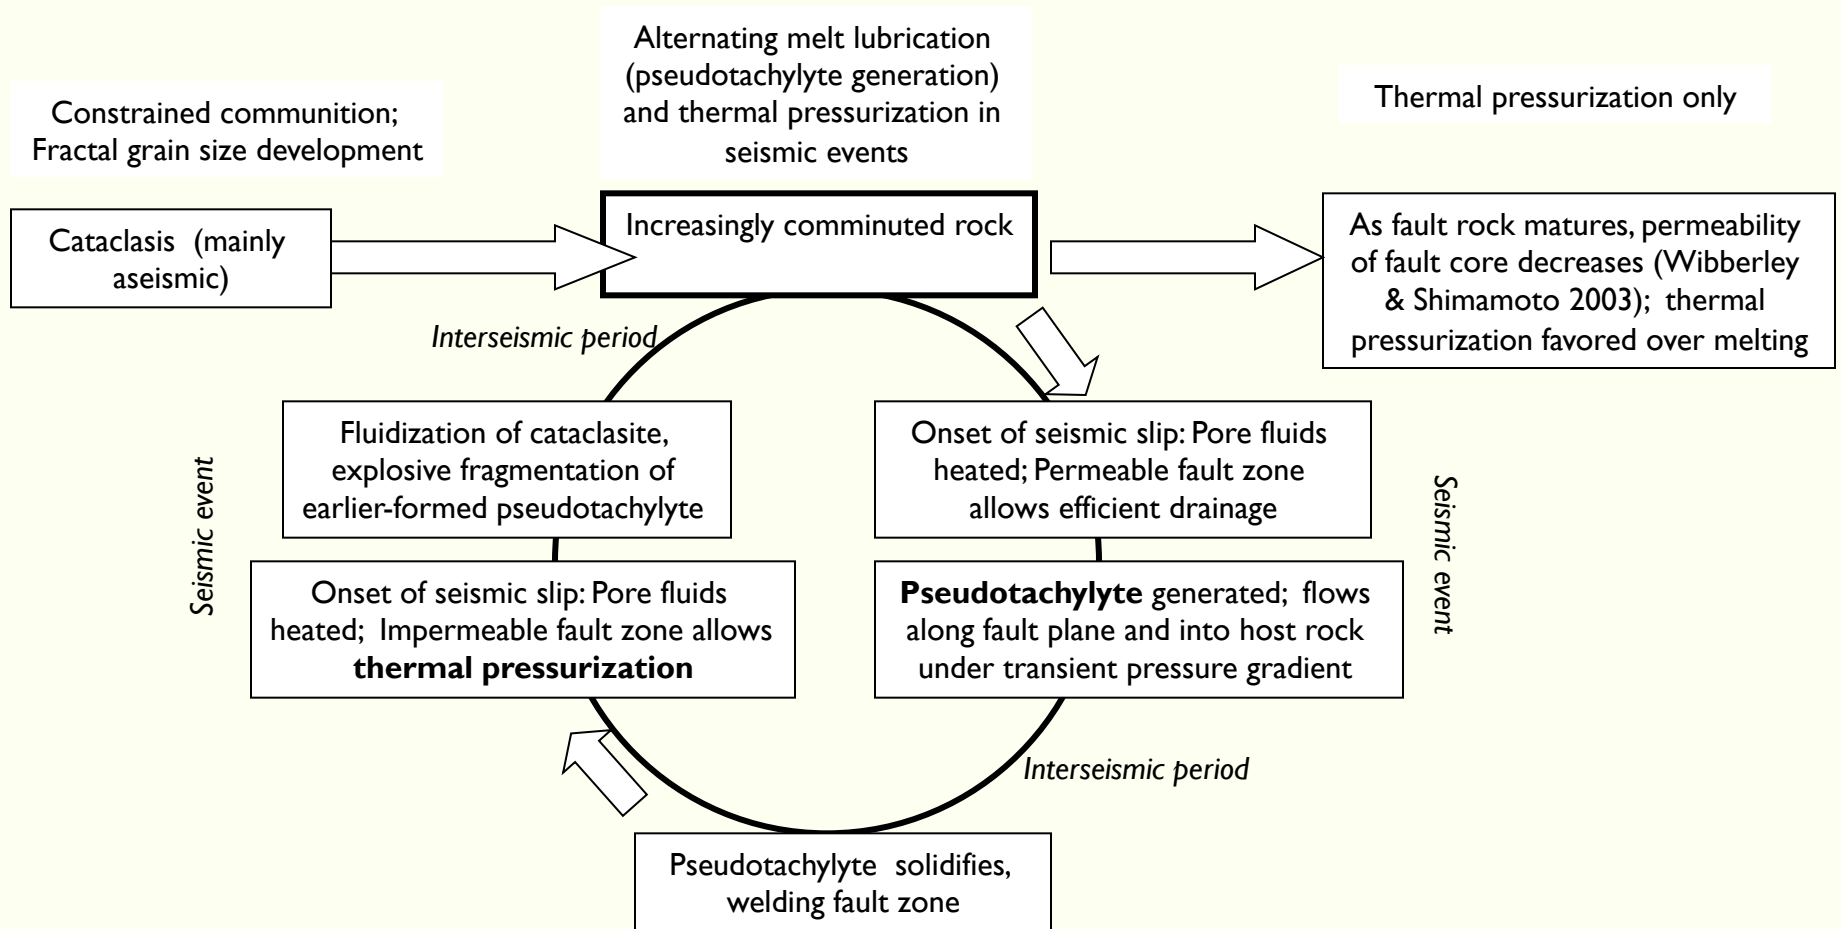 Alternating melt lubrication
(pseudotachylyte generation)
and thermal pressurization in
seismic events
Constrained communition;
Fractal grain size development
Thermal pressurization only
Cataclasis (mainly
aseismic)
Increasingly comminuted rock
As fault rock matures, permeability
of fault core decreases (Wibberley
& Shimamoto 2003); thermal
pressurization favored over melting
Interseismic period
Fluidization of cataclasite,
explosive fragmentation of
earlier-formed pseudotachylyte
Onset of seismic slip: Pore fluids
heated; Permeable fault zone
allows efficient drainage
Seismic event
Seismic event
Onset of seismic slip: Pore fluids
heated; Impermeable fault zone allows
thermal pressurization
Pseudotachylyte generated; flows
along fault plane and into host rock
under transient pressure gradient
Interseismic period
Pseudotachylyte solidifies,
welding fault zone